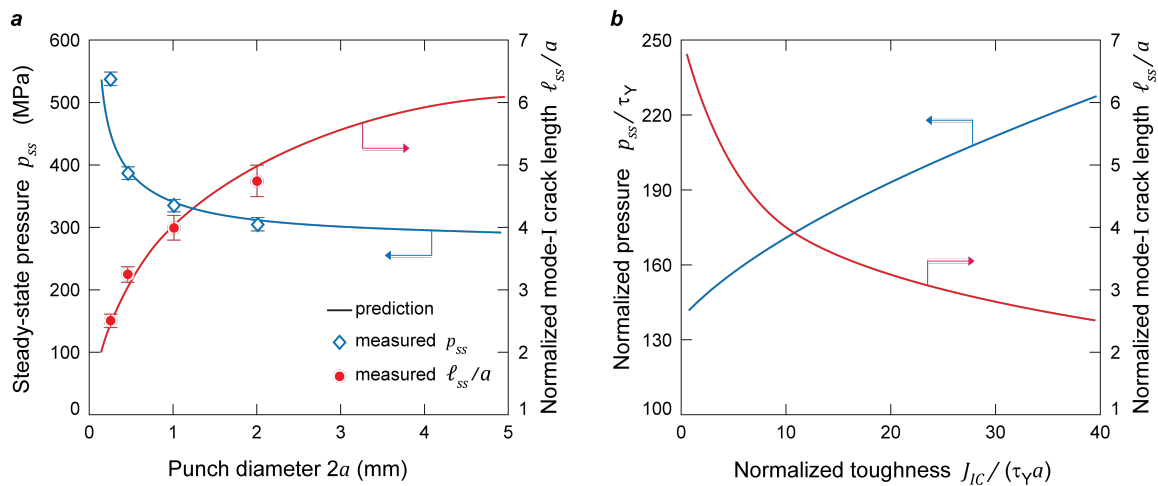 a
600
500
400
300
200
100
0
Steady-state pressure p_ss (MPa)
7
6
5
4
3
2
1
Normalized mode-I crack length ℓ_ss/a
prediction
measured p_ss
measured ℓ_ss/a
0 1 2 3 4 5
Punch diameter 2a (mm)
b
250
220
190
160
130
100
Normalized pressure p_ss/τ_Y
7
6
5
4
3
2
1
Normalized mode-I crack length ℓ_ss/a
0 10 20 30 40
Normalized toughness J_IC/(τ_Y a)